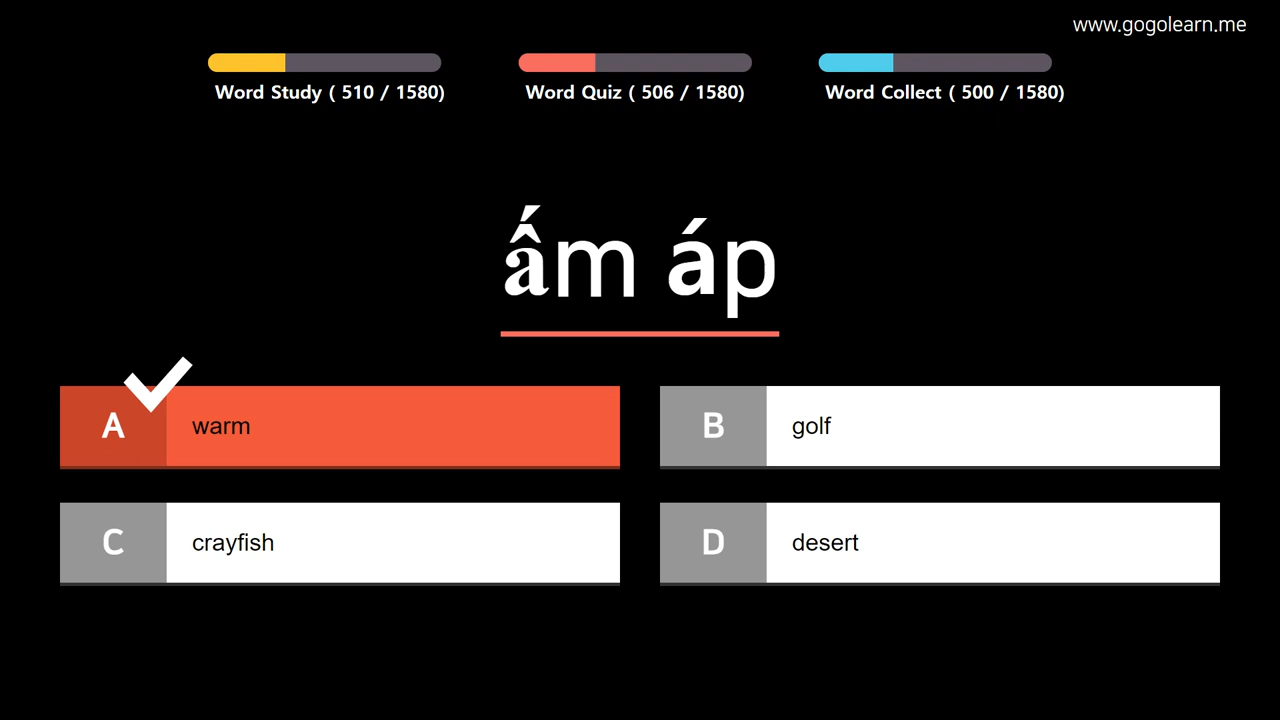 www.gogolearn.me
Word Study ( 510 / 1580)
Word Quiz ( 506 / 1580)
Word Collect ( 500 / 1580)
ấm áp
A warm
B golf
C crayfish
D desert